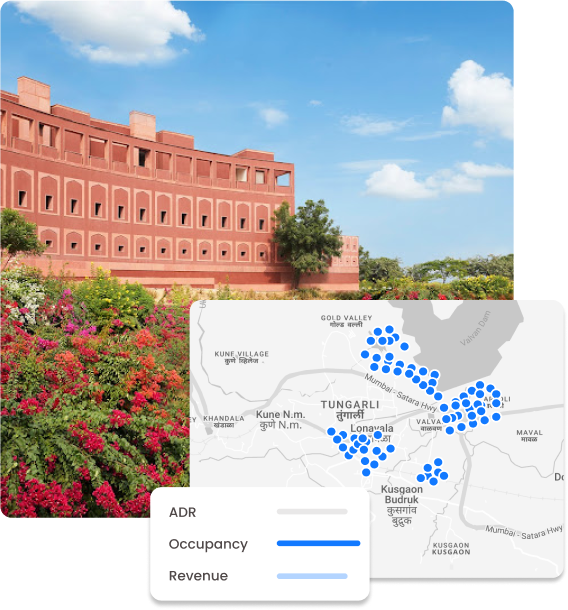 GOLD VALLEY
गोल्ड वल्ली
Valvan Dam
KUNE VILLAGE
कुणे व्हिलेज
Mumbai - Satara Hwy
TUNGARLI
तुंगार्ली
KHANDALA
खंडाळा
Kune N.m.
कुणे N.m.
Lonavala
VALVA
वाळवण
MAVAL
मावळ
Kusgaon
Budruk
कुसगांव
बुद्रुक
Mumbai - Satara Hwy
KUSGAON
KUSGAON
ADR
Occupancy
Revenue